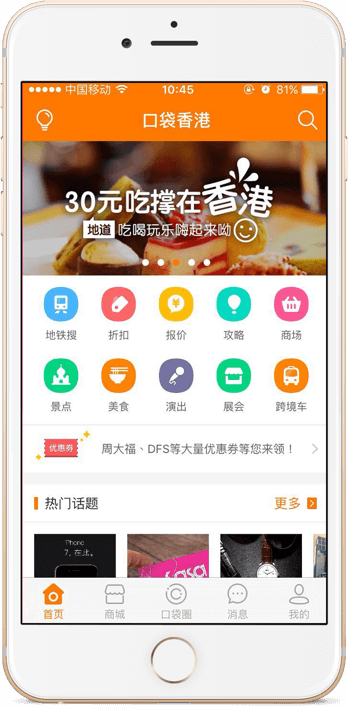 中国移动 10:45 81%
口袋香港
30元吃撑在香港
地道 吃喝玩乐嗨起来呦
地铁搜 折扣 报价 攻略 商场
¥
景点 美食 演出 展会 跨境车
优惠券 周大福、DFS等大量优惠券等您来领！
热门话题 更多
iPhone
7, 在此。
sasa
首页 商城 口袋圈 消息 我的